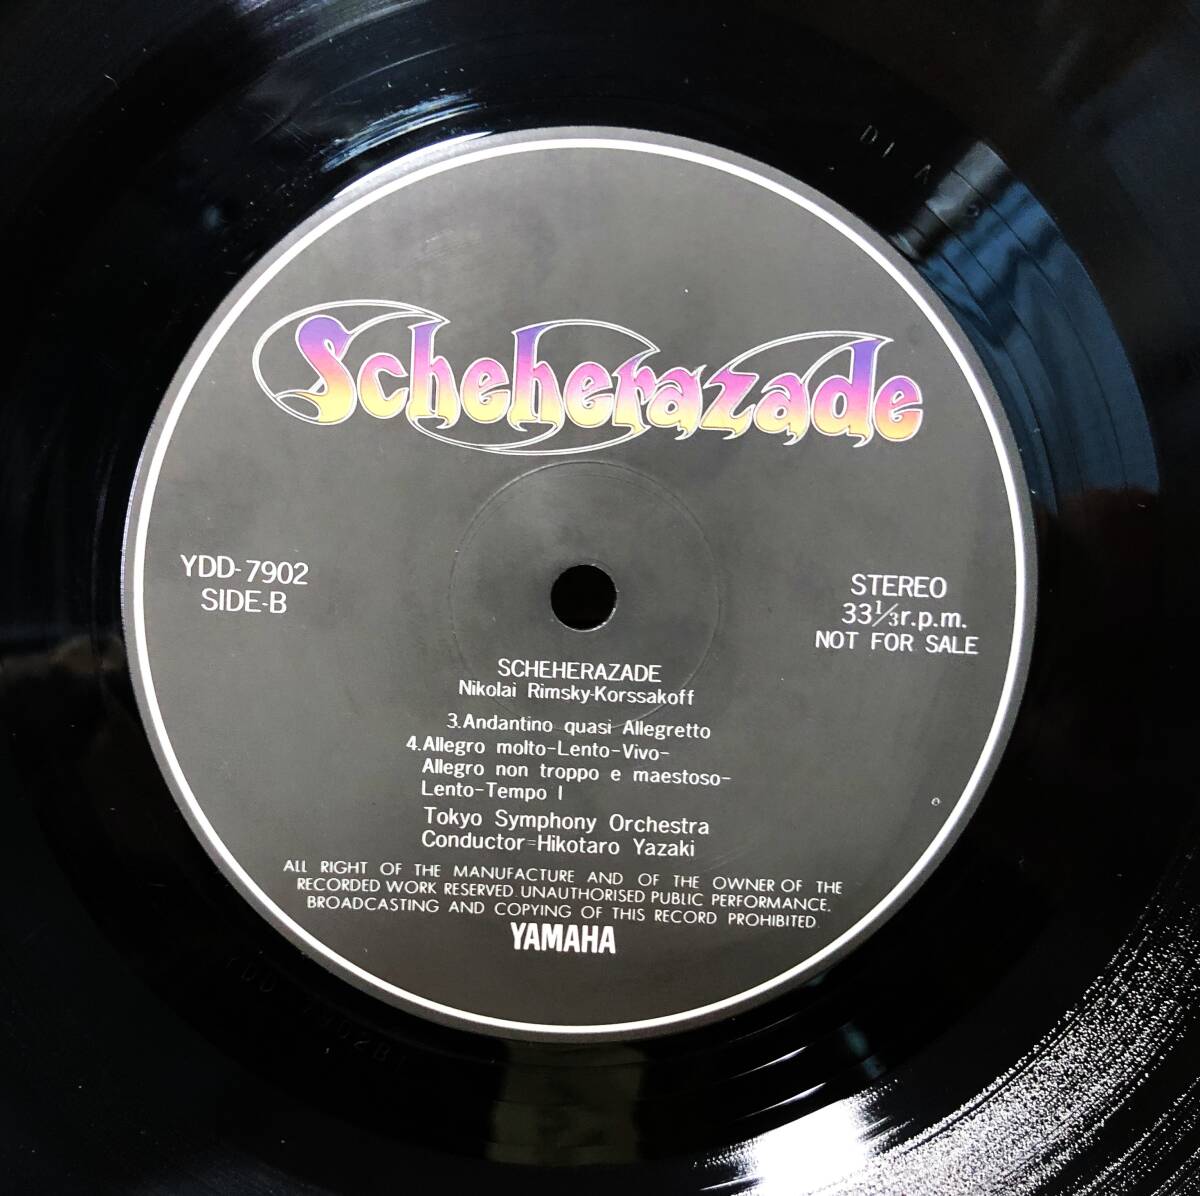 Scheherazade
YDD-7902
SIDE-B
STEREO
33 1/3 r.p.m.
NOT FOR SALE
SCHEHERAZADE
Nikolai Rimsky-Korssakoff
3.Andantino quasi Allegretto
4.Allegro molto-Lento-Vivo-
Allegro non troppo e maestoso-
Lento-Tempo I
Tokyo Symphony Orchestra
Conductor=Hikotaro Yazaki
ALL RIGHT OF THE MANUFACTURE AND OF THE OWNER OF THE
RECORDED WORK RESERVED.UNAUTHORISED PUBLIC PERFORMANCE.
BROADCASTING AND COPYING OF THIS RECORD PROHIBITED.
YAMAHA